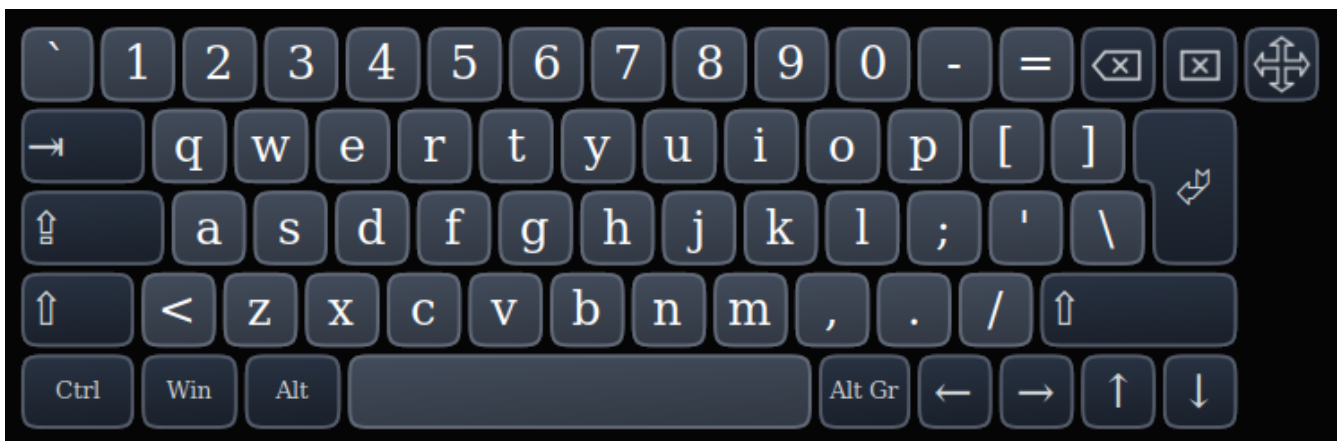 ` 1 2 3 4 5 6 7 8 9 0 - =
⇥ q w e r t y u i o p [ ]
a s d f g h j k l ; ' \
⇧ < z x c v b n m , . / ⇧
Ctrl Win Alt Alt Gr ← → ↑ ↓